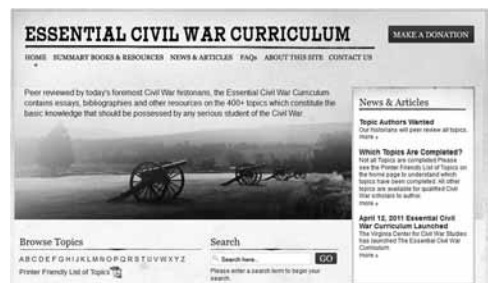 ESSENTIAL CIVIL WAR CURRICULUM
MAKE A DONATION
HOME SUMMARY BOOKS & RESOURCES NEWS & ARTICLES FAQs ABOUT THIS SITE CONTACT US
Peer reviewed by today's foremost Civil War historians, the Essential Civil War Curriculum
contains essays, bibliographies and other resources on the 400+ topics which constitute the
basic knowledge that should be possessed by any serious student of the Civil War.
News & Articles
Topic Authors Wanted
Our historians will peer review all topics.
more »
Which Topics Are Completed?
Not all Topics are completed Please
see the Printer Friendly List of Topics on
the home page to understand which
topics have been completed. All other
topics are available for qualified Civil
War scholars to author.
more »
April 12, 2011 Essential Civil
War Curriculum Launched
The Virginia Center for Civil War Studies
has launched The Essential Civil War
Curriculum
more »
Browse Topics
A B C D E F G H I J K L M N O P Q R S T U V W X Y Z
Printer Friendly List of Topics
Search
Search here..
GO
Please enter a search term to begin your
search.